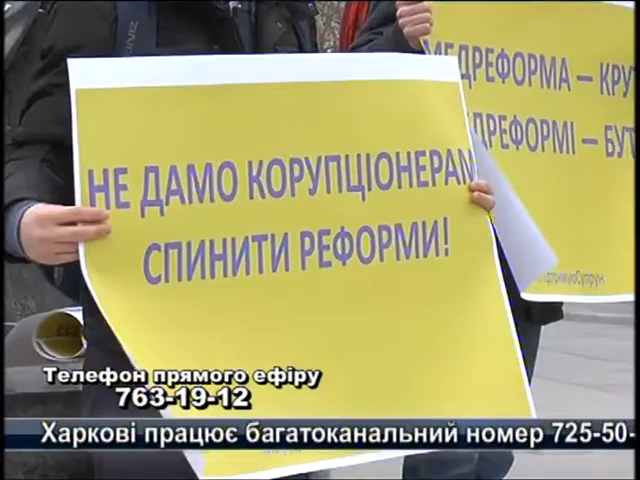 НЕ ДАМО КОРУПЦІОНЕРАМ
СПИНИТИ РЕФОРМИ!
МЕДРЕФОРМА — КРУ
ДРЕФОРМІ — БУТ
Телефон прямого ефіру
763-19-12
Харкові працює багатоканальний номер 725-50-